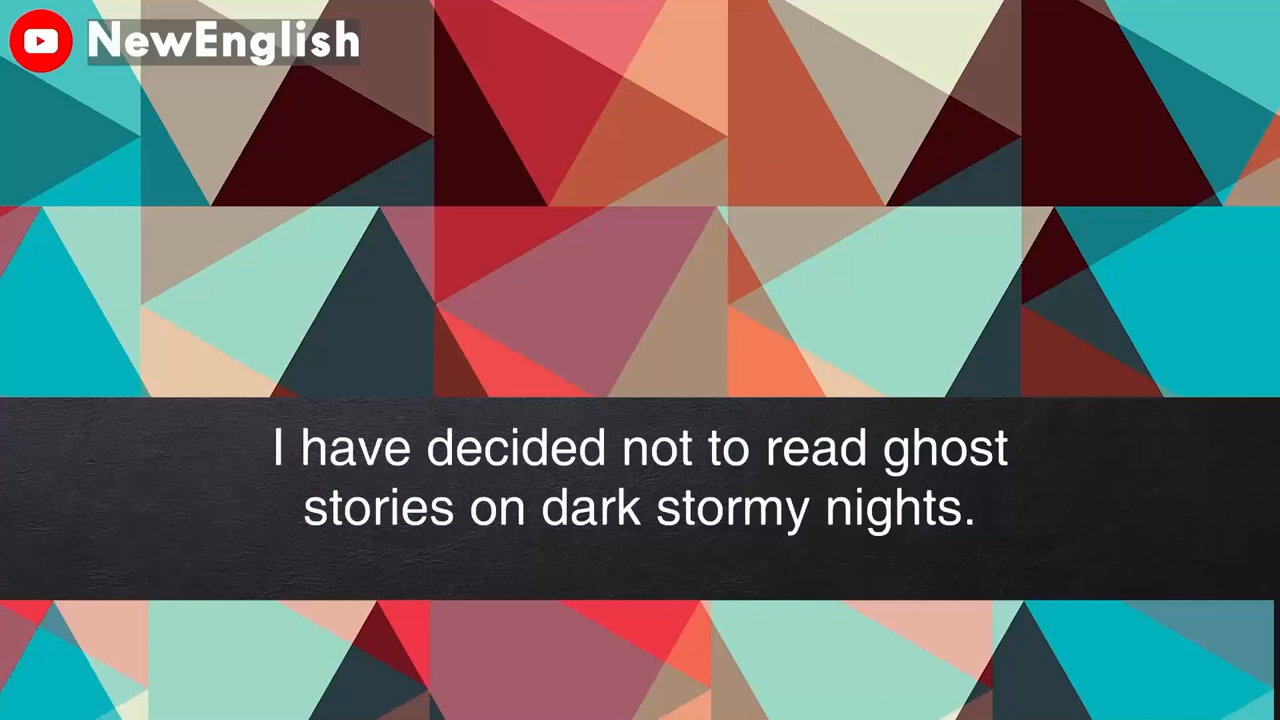 NewEnglish
I have decided not to read ghost
stories on dark stormy nights.